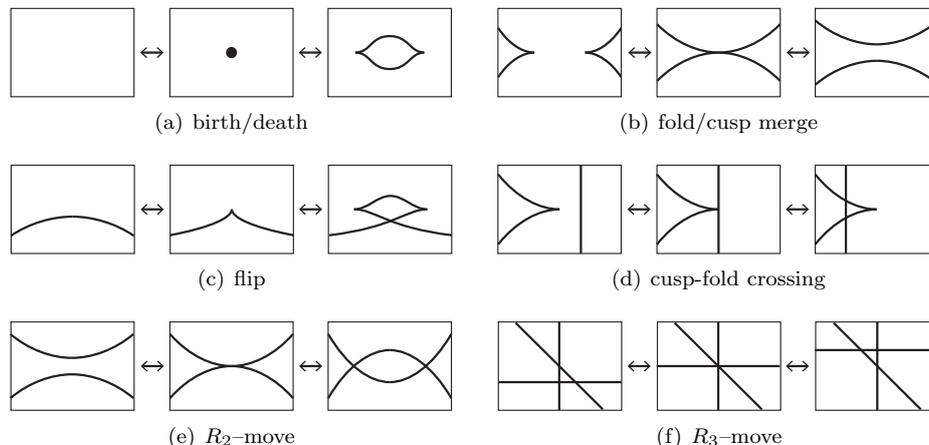 (a) birth/death
(b) fold/cusp merge
(c) flip
(d) cusp-fold crossing
(e) R₂–move
(f) R₃–move